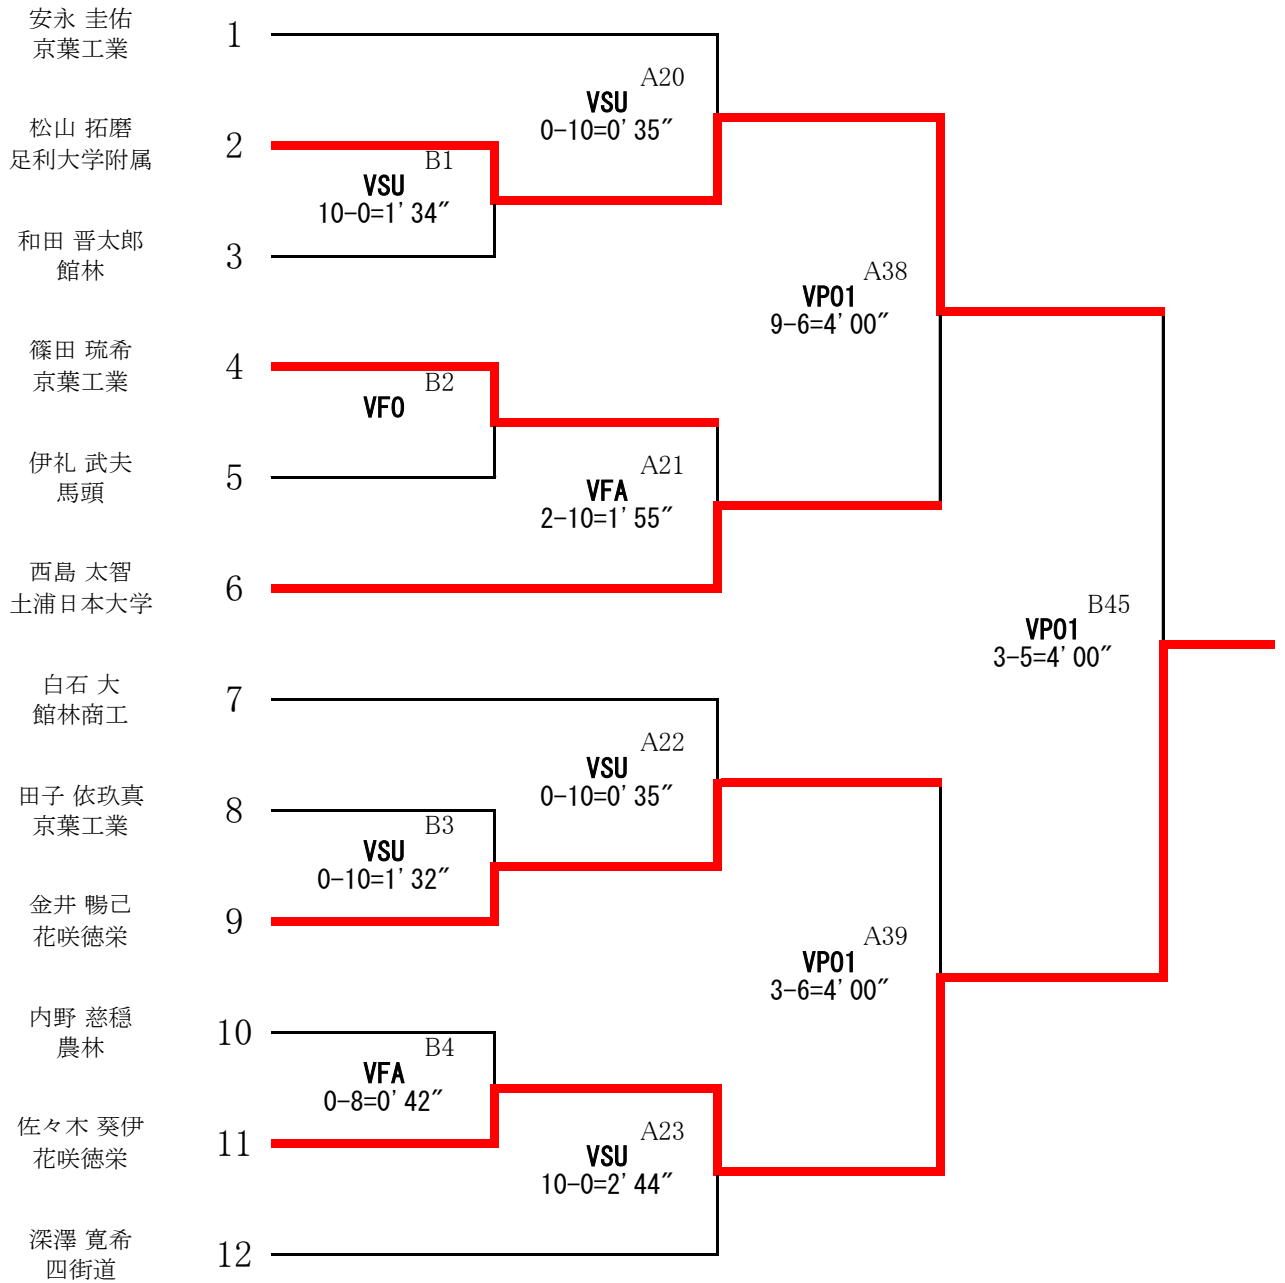 安永 圭佑
京葉工業
1
A20
VSU
0-10=0'35"
松山 拓磨
足利大学附属
2
B1
VSU
10-0=1'34"
和田 晋太郎
館林
3
A38
VPO1
9-6=4'00"
篠田 琉希
京葉工業
4
B2
VFO
伊礼 武夫
馬頭
5
A21
VFA
2-10=1'55"
西島 太智
土浦日本大学
6
B45
VPO1
3-5=4'00"
白石 大
館林商工
7
A22
VSU
0-10=0'35"
田子 依玖真
京葉工業
8
B3
VSU
0-10=1'32"
金井 暢己
花咲徳栄
9
A39
VPO1
3-6=4'00"
内野 慈穏
農林
10
B4
VFA
0-8=0'42"
佐々木 葵伊
花咲徳栄
11
A23
VSU
10-0=2'44"
深澤 寛希
四街道
12